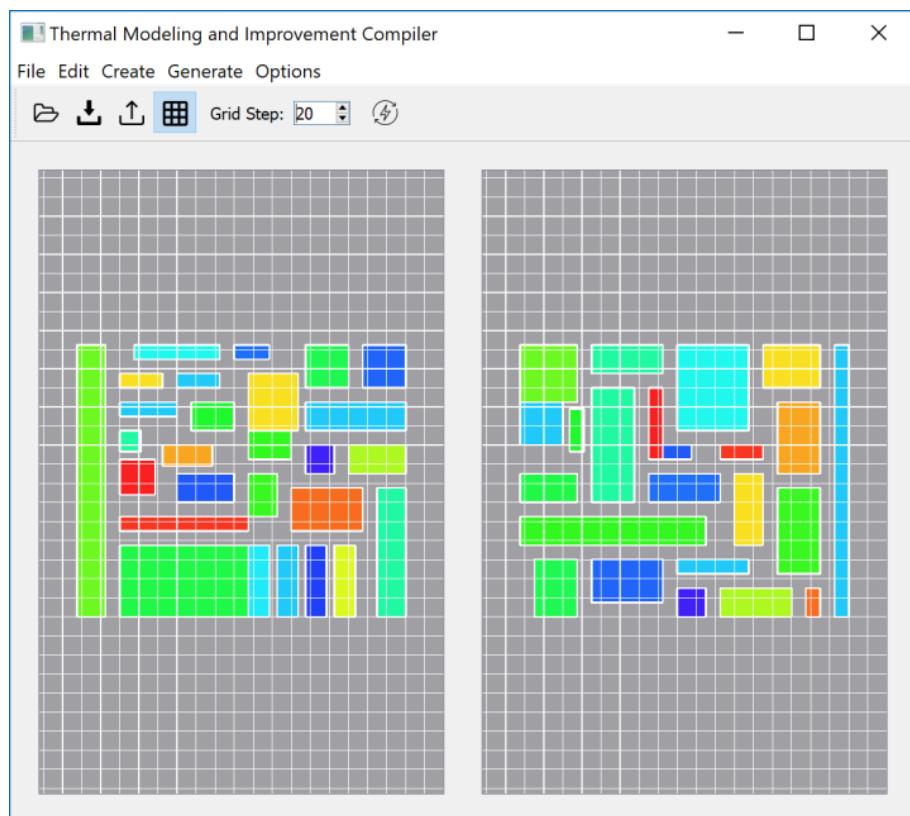 Thermal Modeling and Improvement Compiler
File Edit Create Generate Options
Grid Step: 20